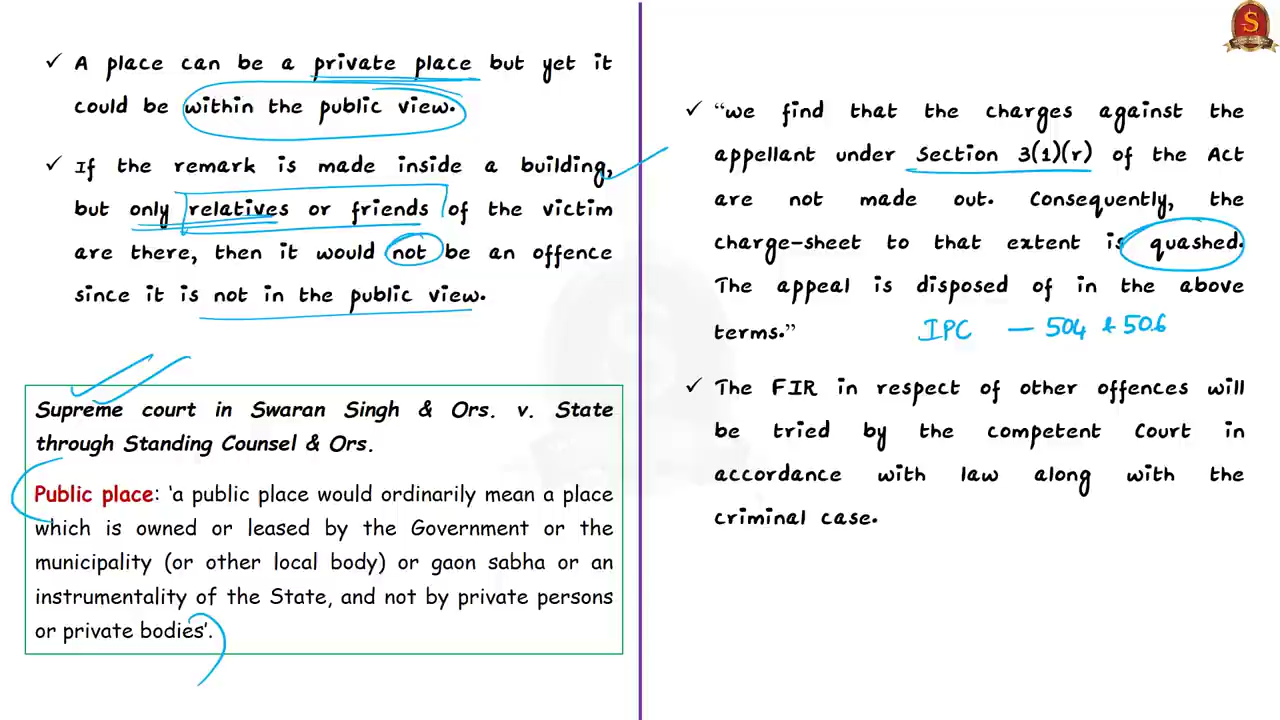 ✓ A place can be a private place but yet it
could be within the public view.
✓ If the remark is made inside a building,
but only relatives or friends of the victim
are there, then it would not be an offence
since it is not in the public view.
Supreme court in Swaran Singh & Ors. v. State
through Standing Counsel & Ors.
Public place: ‘a public place would ordinarily mean a place
which is owned or leased by the Government or the
municipality (or other local body) or gaon sabha or an
instrumentality of the State, and not by private persons
or private bodies’.
S
✓ “we find that the charges against the
appellant under Section 3(1)(r) of the Act
are not made out. Consequently, the
charge-sheet to that extent is quashed.
The appeal is disposed of in the above
terms.” IPC — 504 & 506
✓ The FIR in respect of other offences will
be tried by the competent Court in
accordance with law along with the
criminal case.